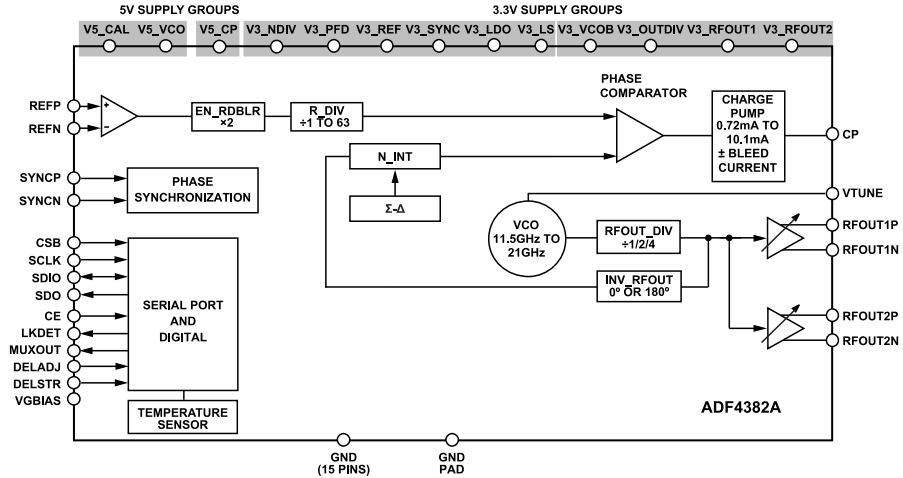 5V SUPPLY GROUPS
3.3V SUPPLY GROUPS
V5_CAL V5_VCO V5_CP V3_NDIV V3_PFD V3_REF V3_SYNC V3_LDO V3_LS V3_VCOB V3_OUTDIV V3_RFOUT1 V3_RFOUT2
REFP
REFN
+
–
EN_RDBLR
×2
R_DIV
÷1 TO 63
PHASE
COMPARATOR
CHARGE
PUMP
0.72mA TO
10.1mA
± BLEED
CURRENT
CP
N_INT
Σ-Δ
SYNCP
SYNCN
PHASE
SYNCHRONIZATION
VTUNE
VCO
11.5GHz TO
21GHz
RFOUT_DIV
÷1/2/4
INV_RFOUT
0º OR 180º
RFOUT1P
RFOUT1N
RFOUT2P
RFOUT2N
CSB
SCLK
SDIO
SDO
CE
LKDET
MUXOUT
DELADJ
DELSTR
VGBIAS
SERIAL PORT
AND
DIGITAL
TEMPERATURE
SENSOR
ADF4382A
GND
(15 PINS)
GND
PAD